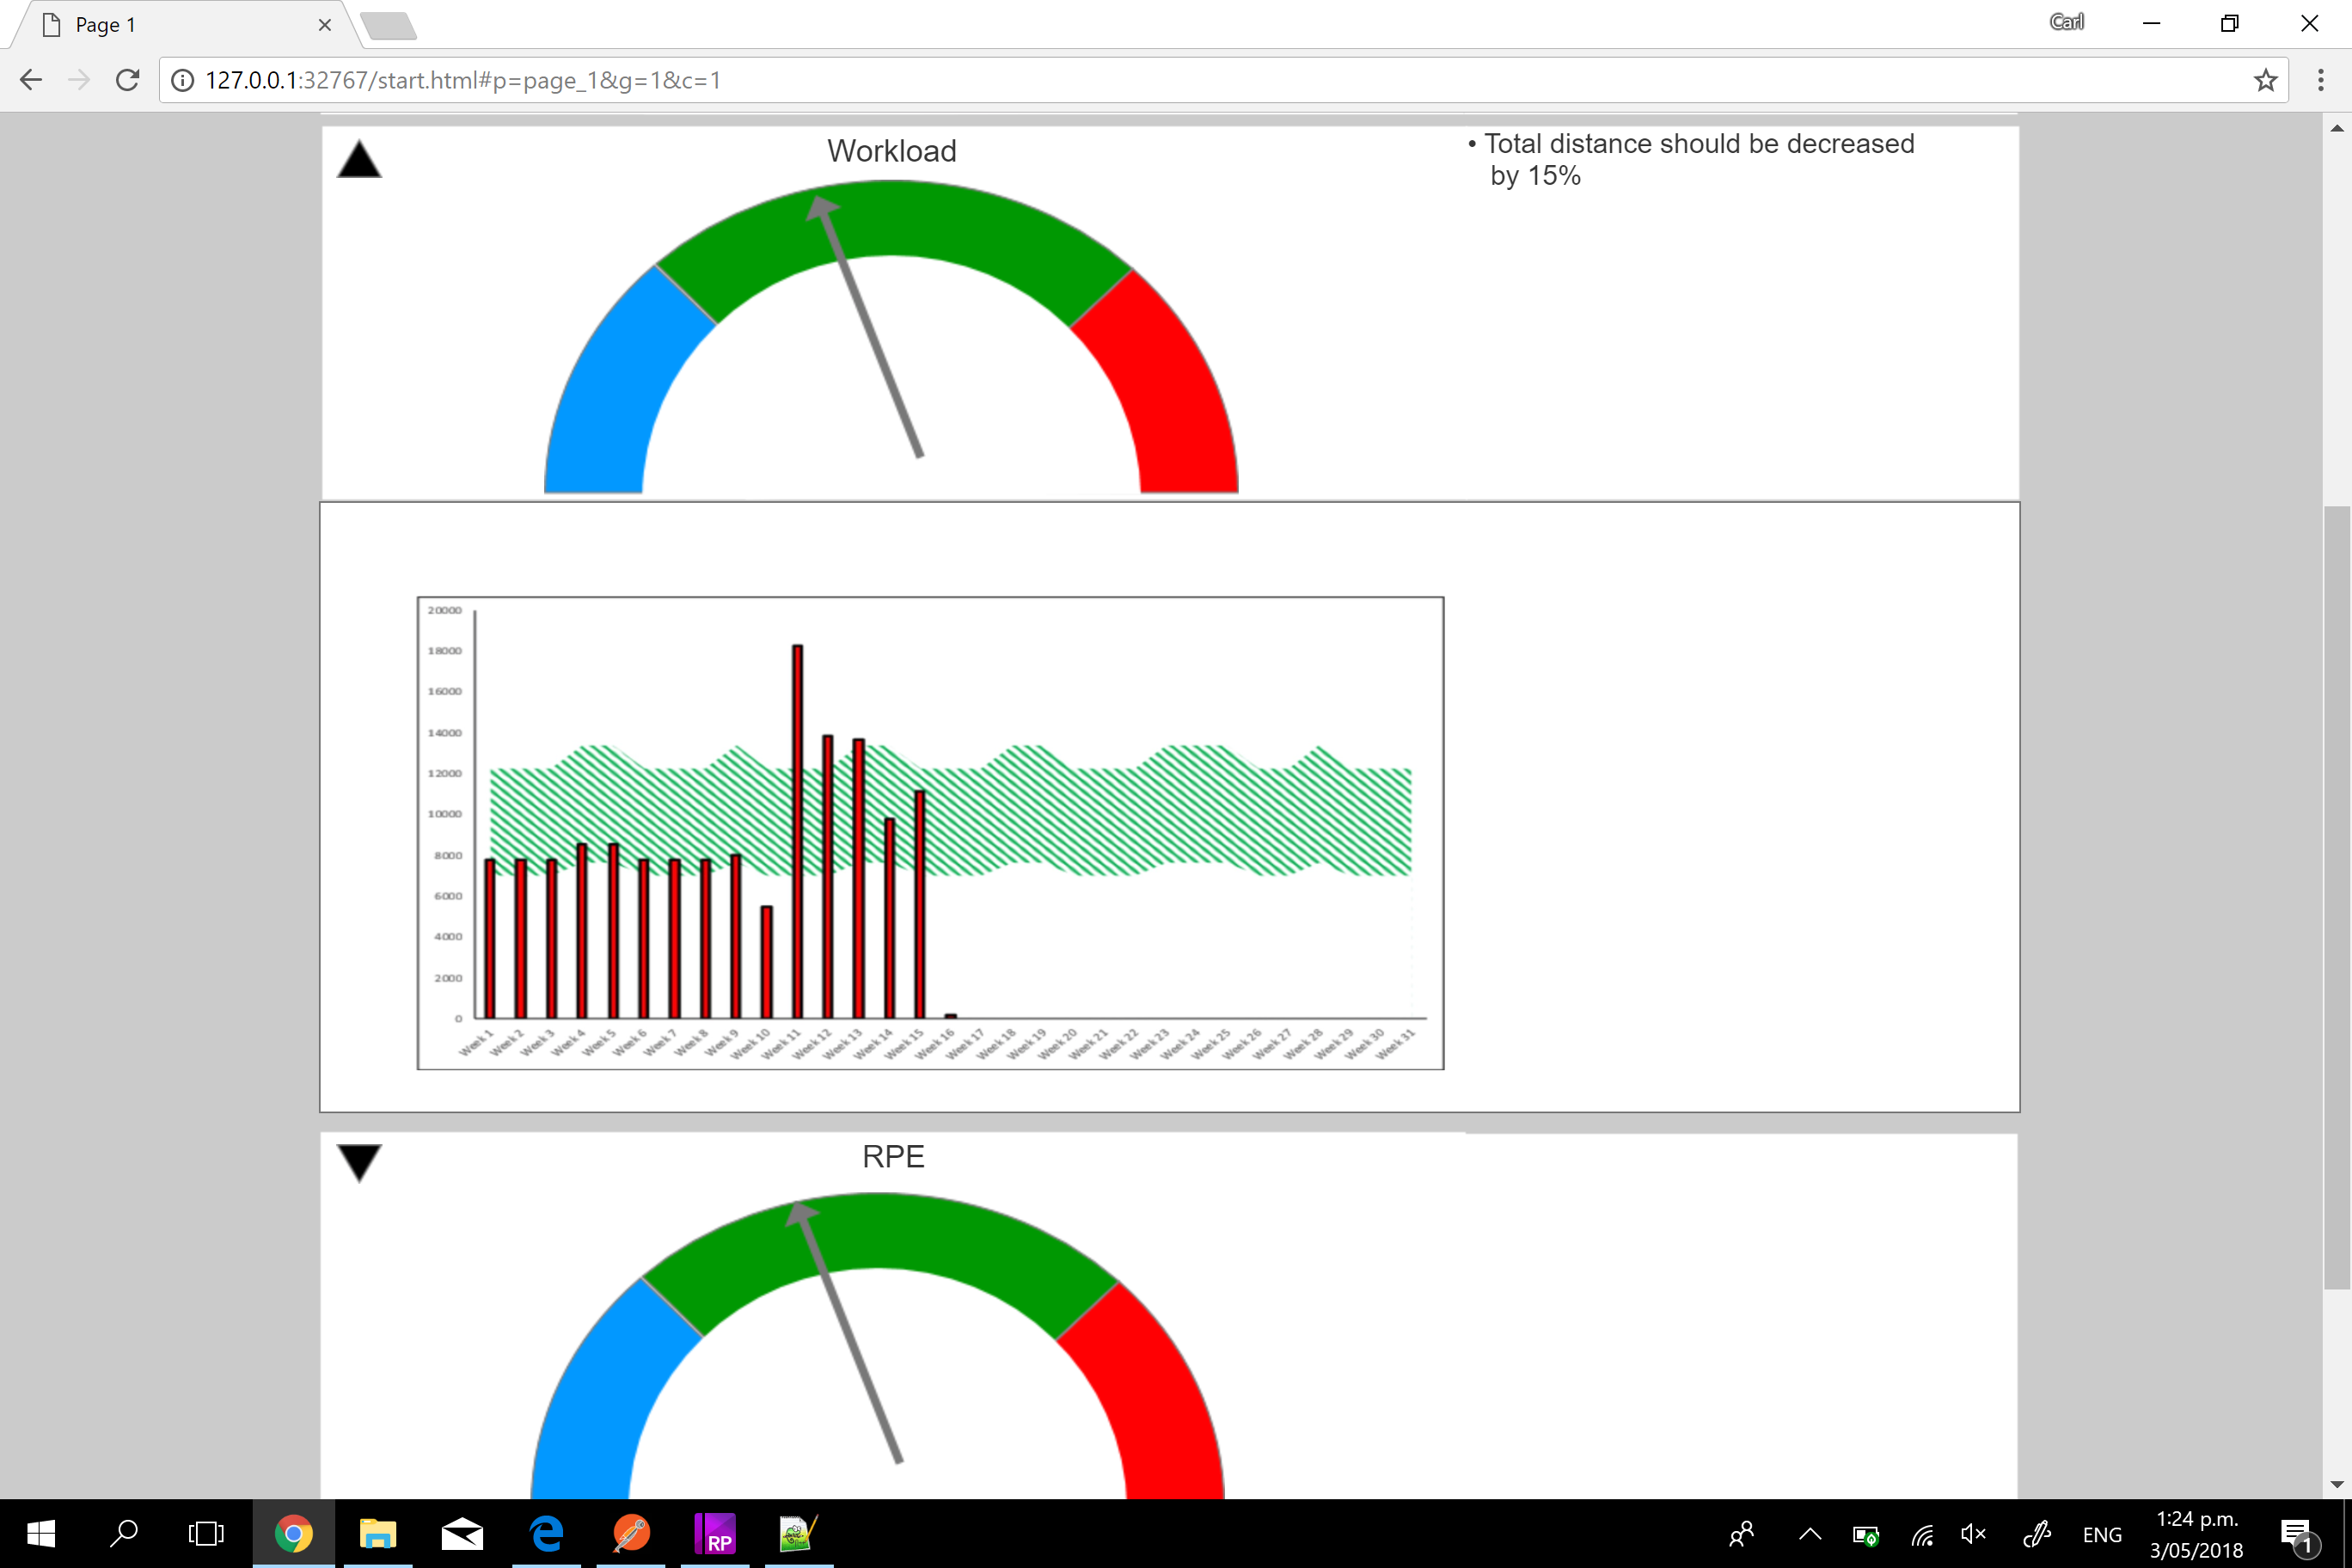 Page 1
Carl
127.0.0.1:32767/start.html#p=page_1&g=1&c=1
Workload
• Total distance should be decreased
by 15%
20000
18000
16000
14000
12000
10000
8000
6000
4000
2000
0
Week 1 Week 2 Week 3 Week 4 Week 5 Week 6 Week 7 Week 8 Week 9 Week 10 Week 11 Week 12 Week 13 Week 14 Week 15 Week 16 Week 17 Week 18 Week 19 Week 20 Week 21 Week 22 Week 23 Week 24 Week 25 Week 26 Week 27 Week 28 Week 29 Week 30 Week 31
RPE
RP
ENG
1:24 p.m.
3/05/2018
1